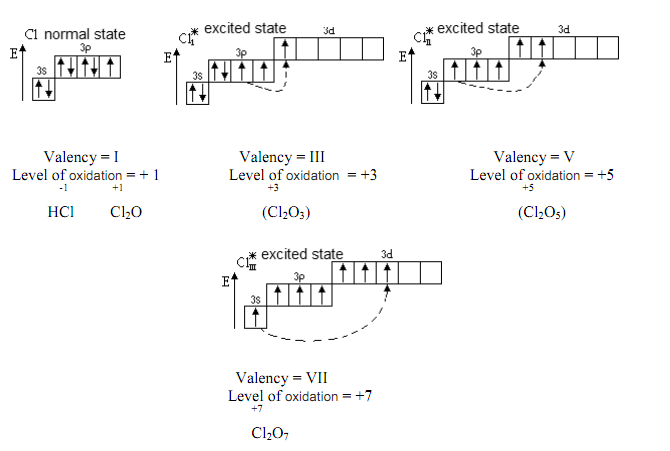 Cl normal state
E 3s 3p
Cl*I excited state
E 3s 3p 3d
Cl*II excited state
E 3s 3p 3d
Valency = I
Level of oxidation = + 1
-1 +1
HCl Cl₂O
Valency = III
Level of oxidation = +3
+3
(Cl₂O₃)
Valency = V
Level of oxidation = +5
+5
(Cl₂O₅)
Cl*III excited state
E 3s 3p 3d
Valency = VII
Level of oxidation = +7
+7
Cl₂O₇